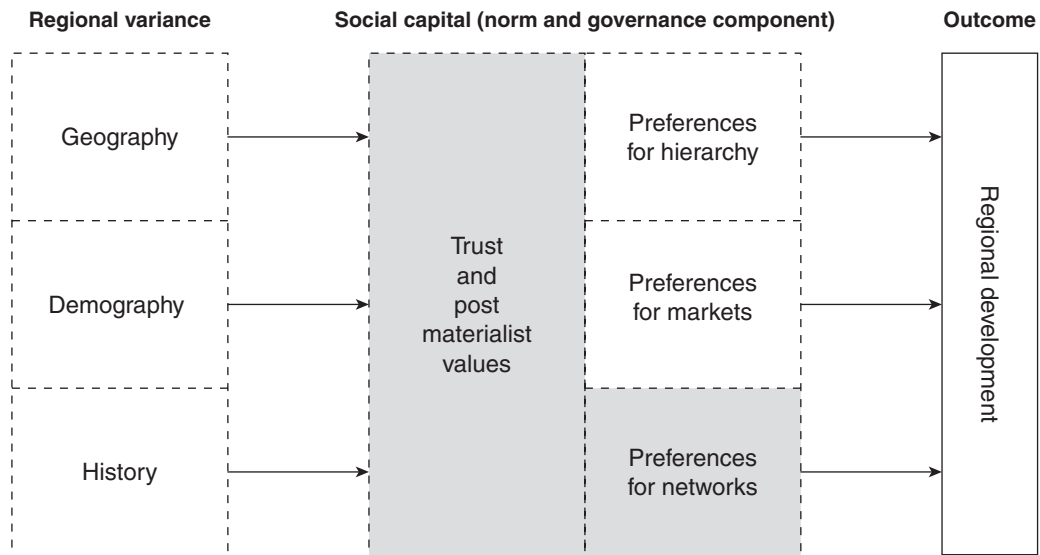 Regional variance
Social capital (norm and governance component)
Outcome
Geography
Demography
History
Trust
and
post
materialist
values
Preferences
for hierarchy
Preferences
for markets
Preferences
for networks
Regional development